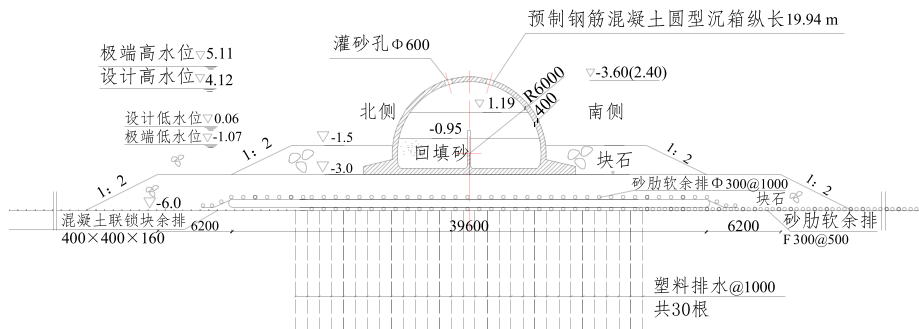 预制钢筋混凝土圆型沉箱纵长19.94 m
灌砂孔Φ600
极端高水位▽5.11
设计高水位▽4.12
▽-3.60(2.40)
R6000
400
▽ 1.19
北侧
南侧
设计低水位▽0.06
极端低水位▽-1.07
-0.95
▽-1.5
回填砂
块石
1：2
1：2
▽-3.0
1：2
1：2
砂肋软余排Φ300@1000
▽-6.0
块石
混凝土联锁块余排
400×400×160
6200
39600
6200
砂肋软余排
F 300@500
塑料排水@1000
共30根